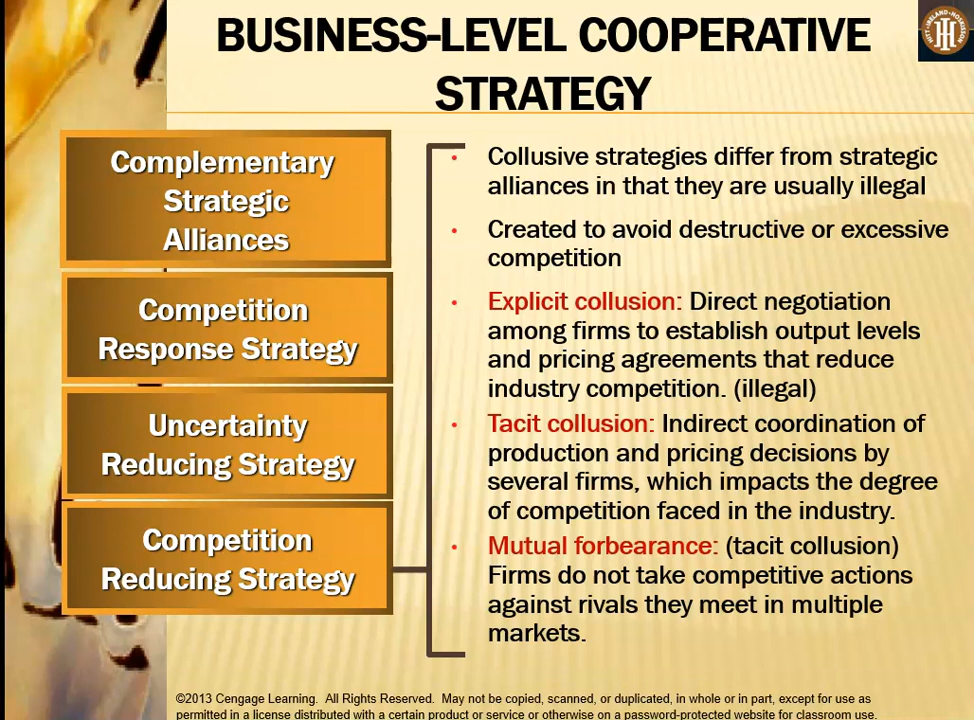 BUSINESS-LEVEL COOPERATIVE
STRATEGY
Complementary
Strategic
Alliances
Competition
Response Strategy
Uncertainty
Reducing Strategy
Competition
Reducing Strategy
• Collusive strategies differ from strategic
alliances in that they are usually illegal
• Created to avoid destructive or excessive
competition
• Explicit collusion: Direct negotiation
among firms to establish output levels
and pricing agreements that reduce
industry competition. (illegal)
• Tacit collusion: Indirect coordination of
production and pricing decisions by
several firms, which impacts the degree
of competition faced in the industry.
• Mutual forbearance: (tacit collusion)
Firms do not take competitive actions
against rivals they meet in multiple
markets.
©2013 Cengage Learning. All Rights Reserved. May not be copied, scanned, or duplicated, in whole or in part, except for use as
permitted in a license distributed with a certain product or service or otherwise on a password-protected website for classroom use.
HITT·IRELAND·HOSKISSON